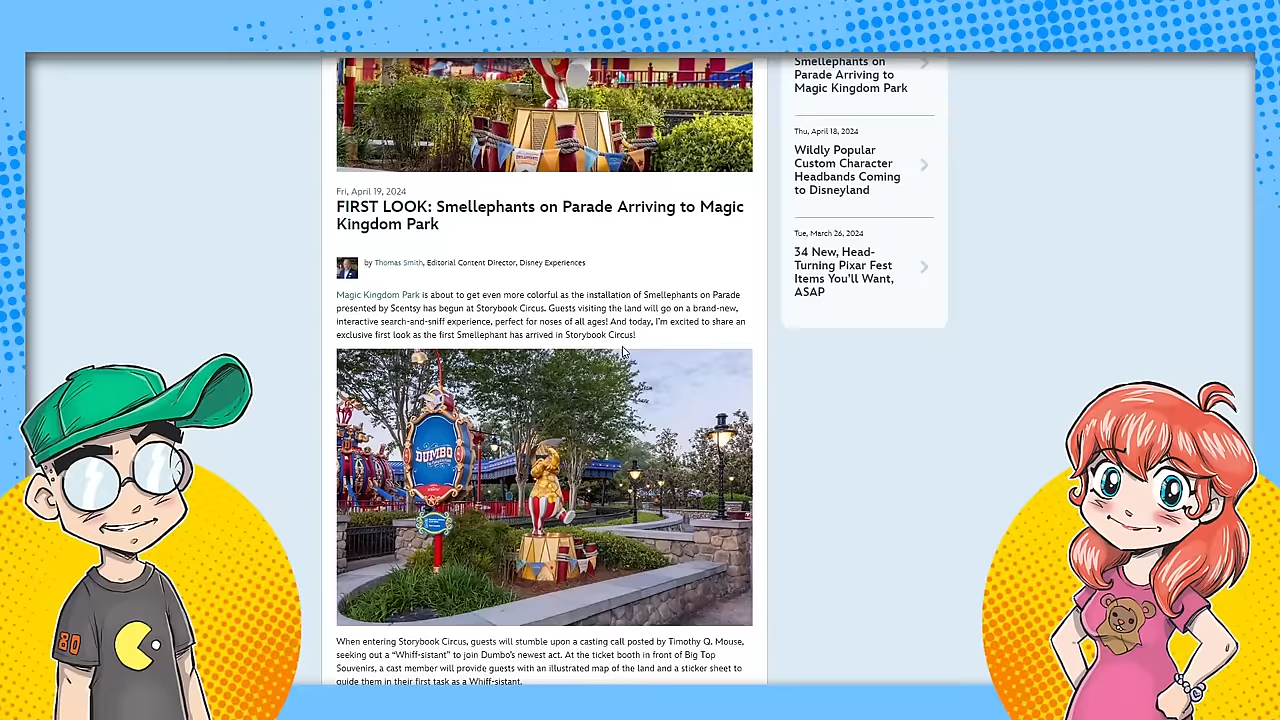 Smellephants on
Parade Arriving to
Magic Kingdom Park
Thu, April 18, 2024
Wildly Popular
Custom Character
Headbands Coming
to Disneyland
Tue, March 26, 2024
34 New, Head-
Turning Pixar Fest
Items You'll Want,
ASAP
Fri, April 19, 2024
FIRST LOOK: Smellephants on Parade Arriving to Magic
Kingdom Park
by Thomas Smith, Editorial Content Director, Disney Experiences
Magic Kingdom Park is about to get even more colorful as the installation of Smellephants on Parade
presented by Scentsy has begun at Storybook Circus. Guests visiting the land will go on a brand-new,
interactive search-and-sniff experience, perfect for noses of all ages! And today, I'm excited to share an
exclusive first look as the first Smellephant has arrived in Storybook Circus!
DUMBO
When entering Storybook Circus, guests will stumble upon a casting call posted by Timothy Q. Mouse,
seeking out a “Whiff-sistant” to join Dumbo's newest act. At the ticket booth in front of Big Top
Souvenirs, a cast member will provide guests with an illustrated map of the land and a sticker sheet to
guide them in their first task as a Whiff-sistant.
80